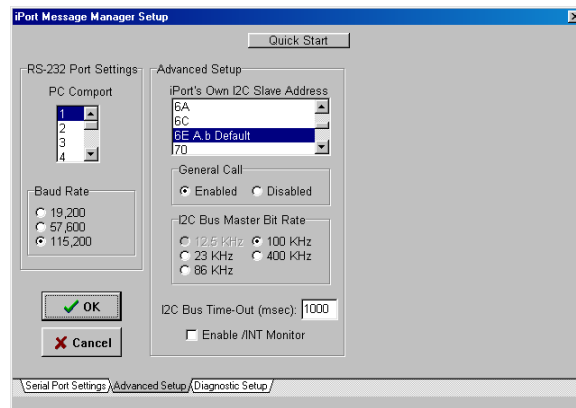 iPort Message Manager Setup
Quick Start
RS-232 Port Settings
PC Comport
1
2
3
4
Baud Rate
19,200
57,600
115,200
OK
Cancel
Advanced Setup
iPort's Own I2C Slave Address
6A
6C
6E A.b Default
70
General Call
Enabled Disabled
I2C Bus Master Bit Rate
12.5 KHz 100 KHz
23 KHz 400 KHz
86 KHz
I2C Bus Time-Out (msec): 1000
Enable /INT Monitor
Serial Port Settings Advanced Setup Diagnostic Setup